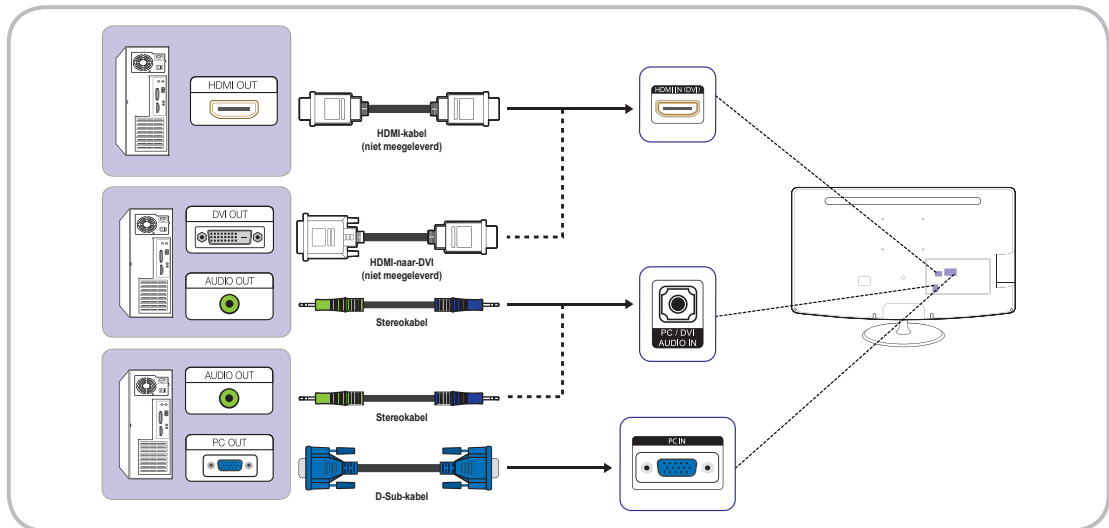 HDMI OUT
HDMI IN (DVI)
HDMI-kabel
(niet meegeleverd)
DVI OUT
AUDIO OUT
HDMI-naar-DVI
(niet meegeleverd)
Stereokabel
PC / DVI
AUDIO IN
AUDIO OUT
PC OUT
Stereokabel
PC IN
D-Sub-kabel